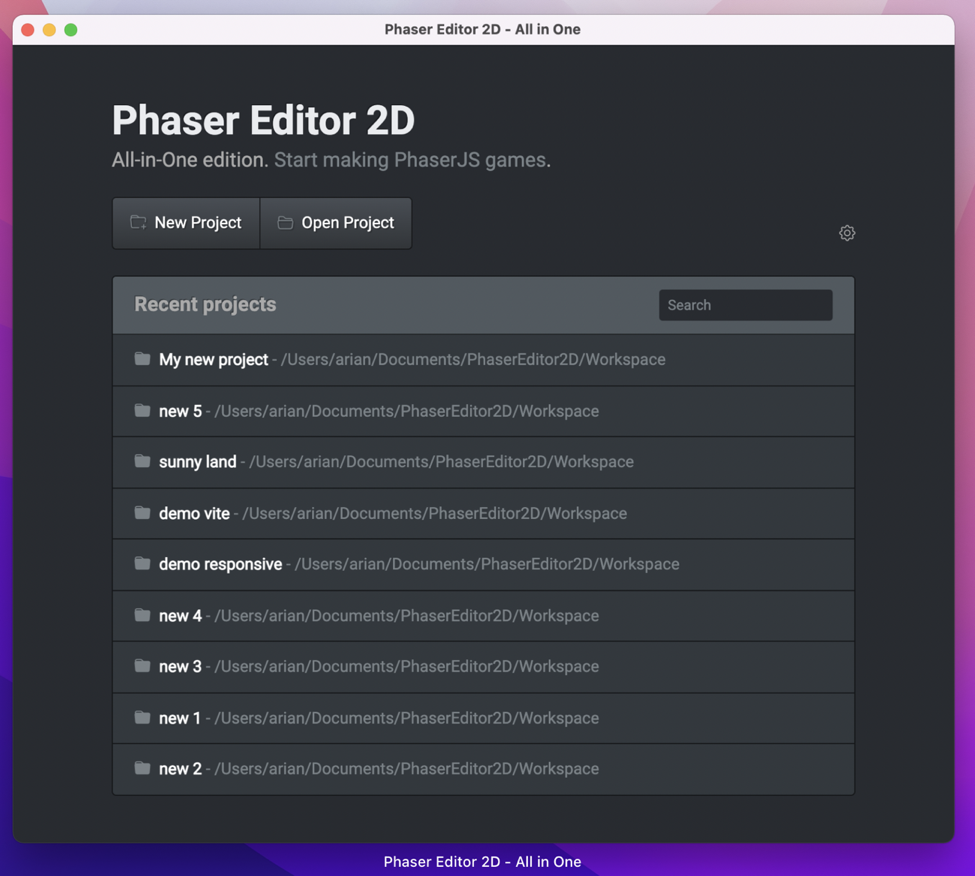 Phaser Editor 2D - All in One
Phaser Editor 2D
All-in-One edition. Start making PhaserJS games.
New Project Open Project
Recent projects Search
My new project - /Users/arian/Documents/PhaserEditor2D/Workspace
new 5 - /Users/arian/Documents/PhaserEditor2D/Workspace
sunny land - /Users/arian/Documents/PhaserEditor2D/Workspace
demo vite - /Users/arian/Documents/PhaserEditor2D/Workspace
demo responsive - /Users/arian/Documents/PhaserEditor2D/Workspace
new 4 - /Users/arian/Documents/PhaserEditor2D/Workspace
new 3 - /Users/arian/Documents/PhaserEditor2D/Workspace
new 1 - /Users/arian/Documents/PhaserEditor2D/Workspace
new 2 - /Users/arian/Documents/PhaserEditor2D/Workspace
Phaser Editor 2D - All in One